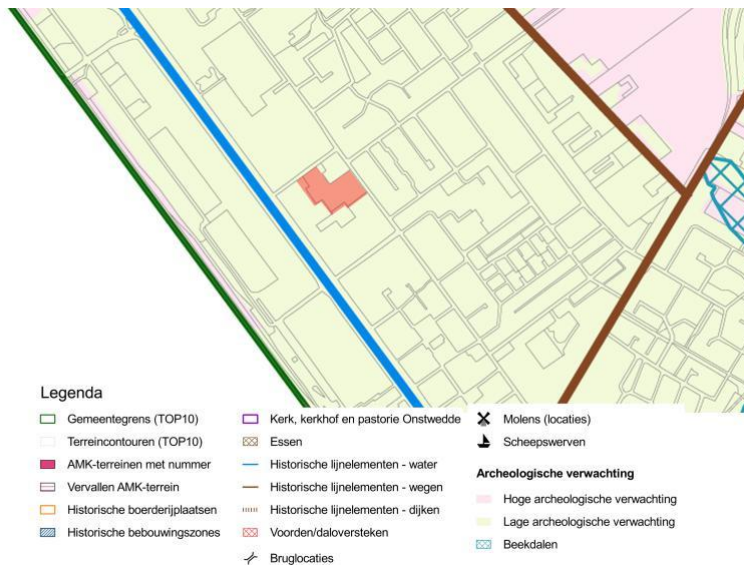 Legenda
Gemeentegrens (TOP10)
Terreincontouren (TOP10)
AMK-terreinen met nummer
Vervallen AMK-terrein
Historische boerderijplaatsen
Historische bebouwingszones
Kerk, kerkhof en pastorie Onstwedde
Essen
Historische lijnelementen - water
Historische lijnelementen - wegen
Historische lijnelementen - dijken
Voorden/daloversteken
Bruglocaties
Molens (locaties)
Scheepswerven
Archeologische verwachting
Hoge archeologische verwachting
Lage archeologische verwachting
Beekdalen